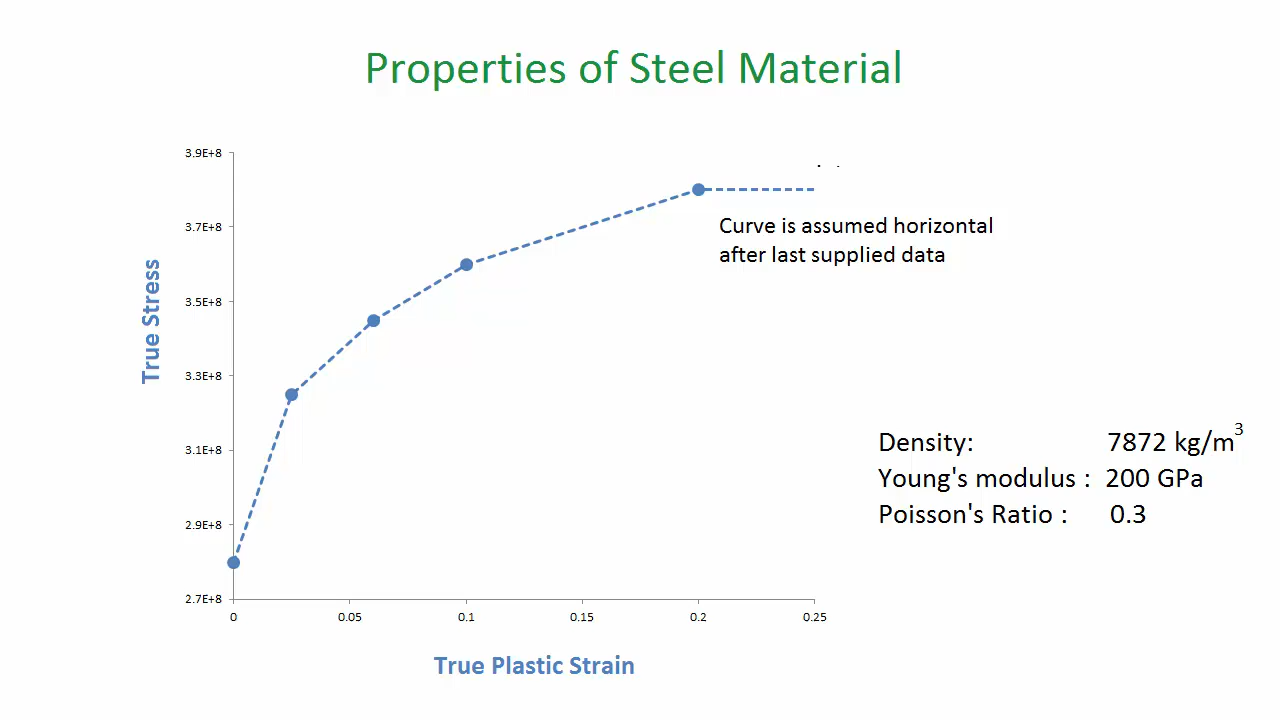 Properties of Steel Material
3.9E+8
3.7E+8
3.5E+8
3.3E+8
3.1E+8
2.9E+8
2.7E+8
True Stress
Curve is assumed horizontal
after last supplied data
Density: 7872 kg/m³
Young's modulus : 200 GPa
Poisson's Ratio : 0.3
0 0.05 0.1 0.15 0.2 0.25
True Plastic Strain